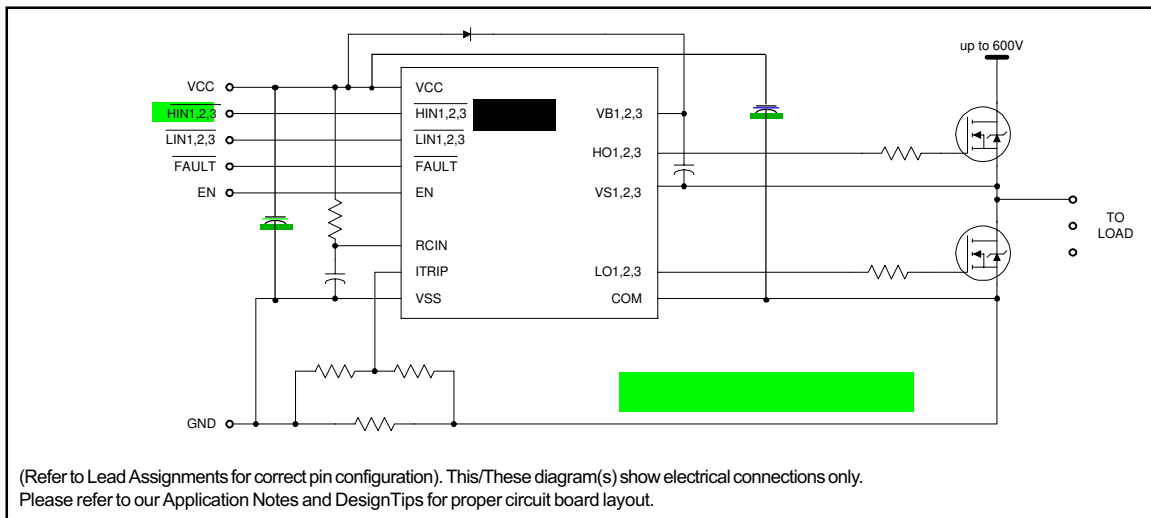 up to 600V
VCC
HIN1,2,3
LIN1,2,3
FAULT
EN
GND
VCC
HIN1,2,3
LIN1,2,3
FAULT
EN
RCIN
ITRIP
VSS
VB1,2,3
HO1,2,3
VS1,2,3
LO1,2,3
COM
TO
LOAD
(Refer to Lead Assignments for correct pin configuration). This/These diagram(s) show electrical connections only.
Please refer to our Application Notes and DesignTips for proper circuit board layout.